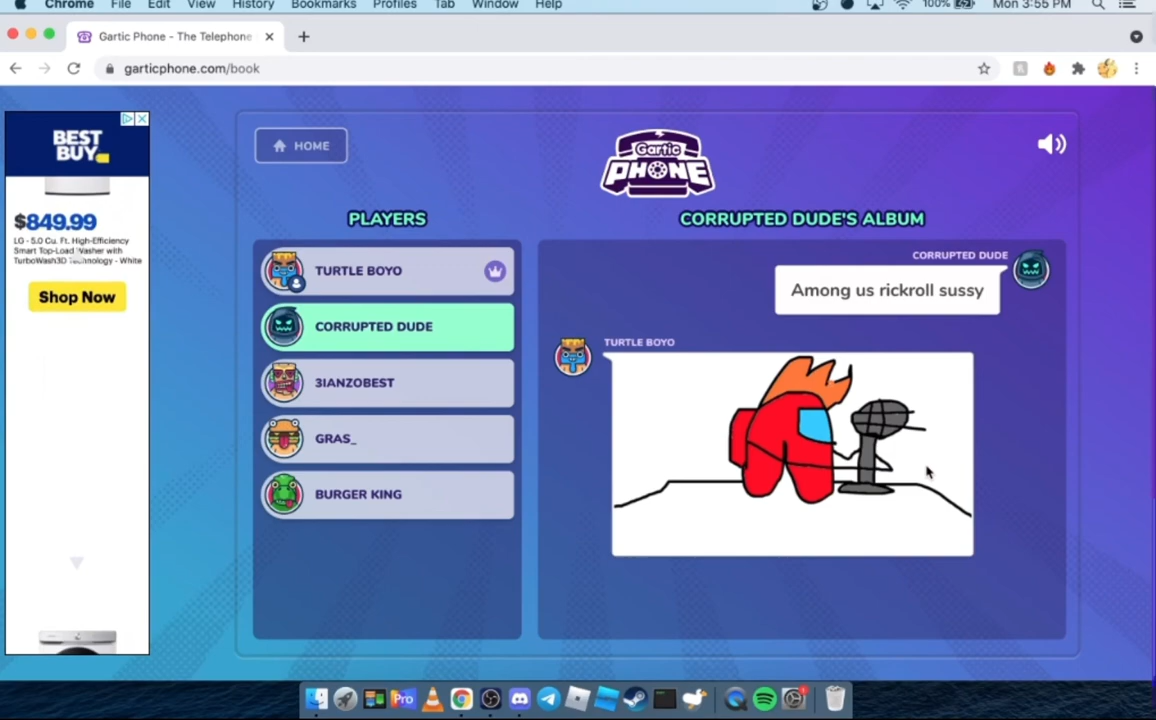 Chrome File Edit View History Bookmarks Profiles Tab Window Help 100% Mon 3:55 PM
Gartic Phone - The Telephone
garticphone.com/book
BEST
BUY
$849.99
LG - 5.0 Cu. Ft. High-Efficiency
Smart Top-Load Washer with
TurboWash3D Technology - White
Shop Now
HOME
Gartic
PHONE
PLAYERS
TURTLE BOYO
CORRUPTED DUDE
3IANZOBEST
GRAS_
BURGER KING
CORRUPTED DUDE'S ALBUM
CORRUPTED DUDE
Among us rickroll sussy
TURTLE BOYO
Pro